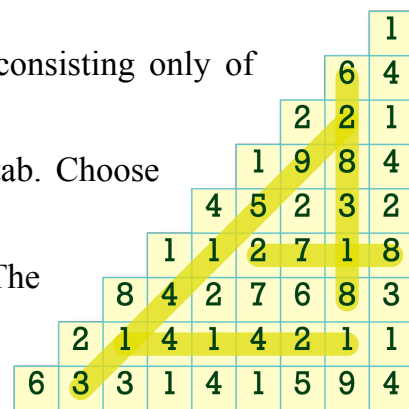 1
consisting only of
6 4
2 2 1
tab. Choose
1 9 8 4
4 5 2 3 2
The
1 1 2 7 1 8
8 4 2 7 6 8 3
2 1 4 1 4 2 1 1
6 3 3 1 4 1 5 9 4